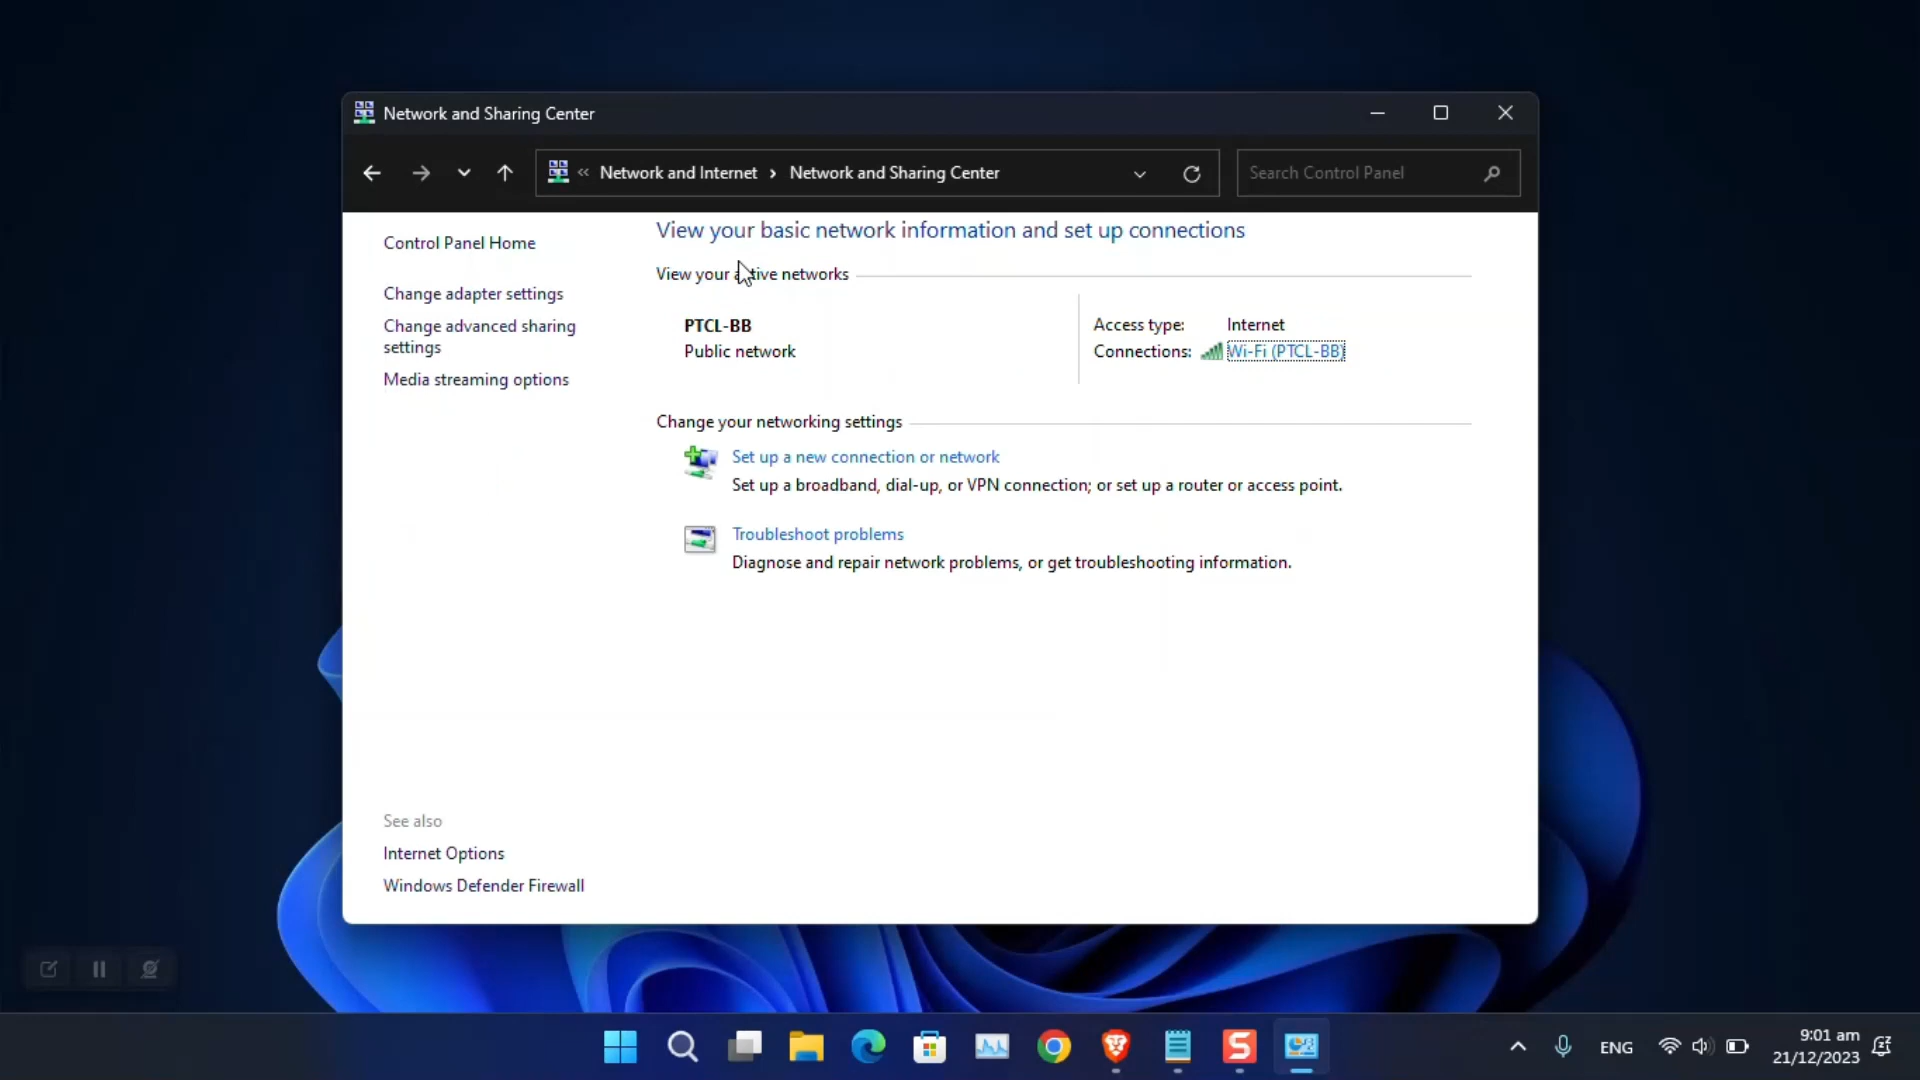 Network and Sharing Center
« Network and Internet › Network and Sharing Center
Search Control Panel
Control Panel Home
Change adapter settings
Change advanced sharing
settings
Media streaming options
View your basic network information and set up connections
View your active networks
PTCL-BB
Public network
Access type: Internet
Connections: Wi-Fi (PTCL-BB)
Change your networking settings
Set up a new connection or network
Set up a broadband, dial-up, or VPN connection; or set up a router or access point.
Troubleshoot problems
Diagnose and repair network problems, or get troubleshooting information.
See also
Internet Options
Windows Defender Firewall
ENG
9:01 am
21/12/2023